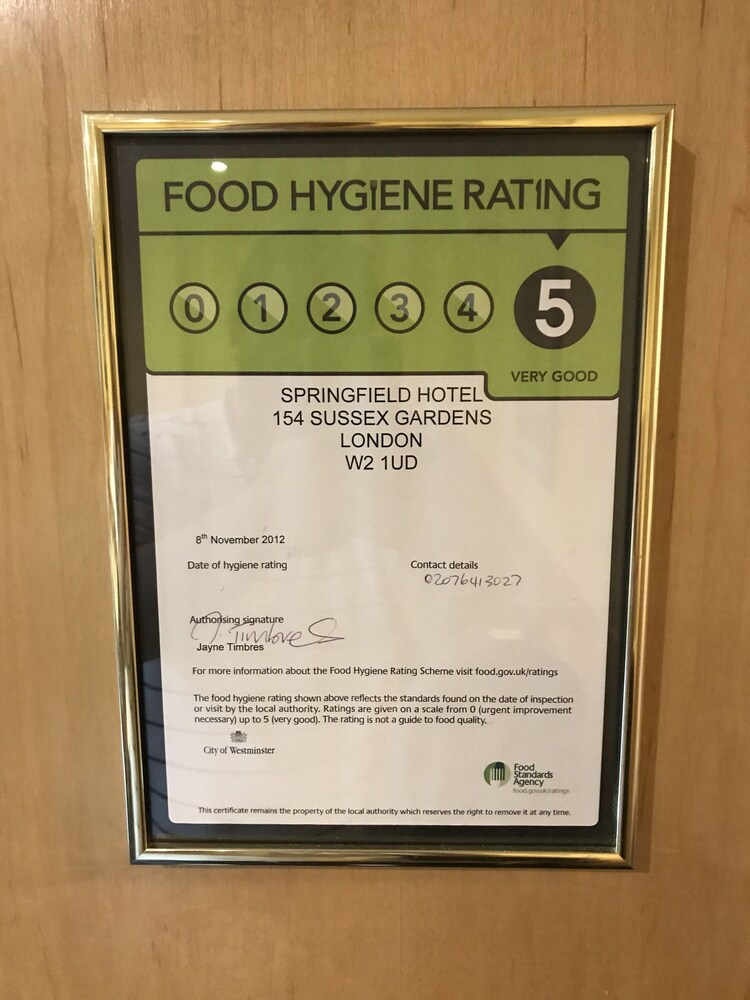 FOOD HYGIENE RATING
0 1 2 3 4 5
VERY GOOD
SPRINGFIELD HOTEL
154 SUSSEX GARDENS
LONDON
W2 1UD
8th November 2012
Date of hygiene rating
Contact details
02076413027
Authorising signature
J. Timbres
Jayne Timbres
For more information about the Food Hygiene Rating Scheme visit food.gov.uk/ratings
The food hygiene rating shown above reflects the standards found on the date of inspection
or visit by the local authority. Ratings are given on a scale from 0 (urgent improvement
necessary) up to 5 (very good). The rating is not a guide to food quality.
City of Westminster
Food
Standards
Agency
food.gov.uk/ratings
This certificate remains the property of the local authority which reserves the right to remove it at any time.